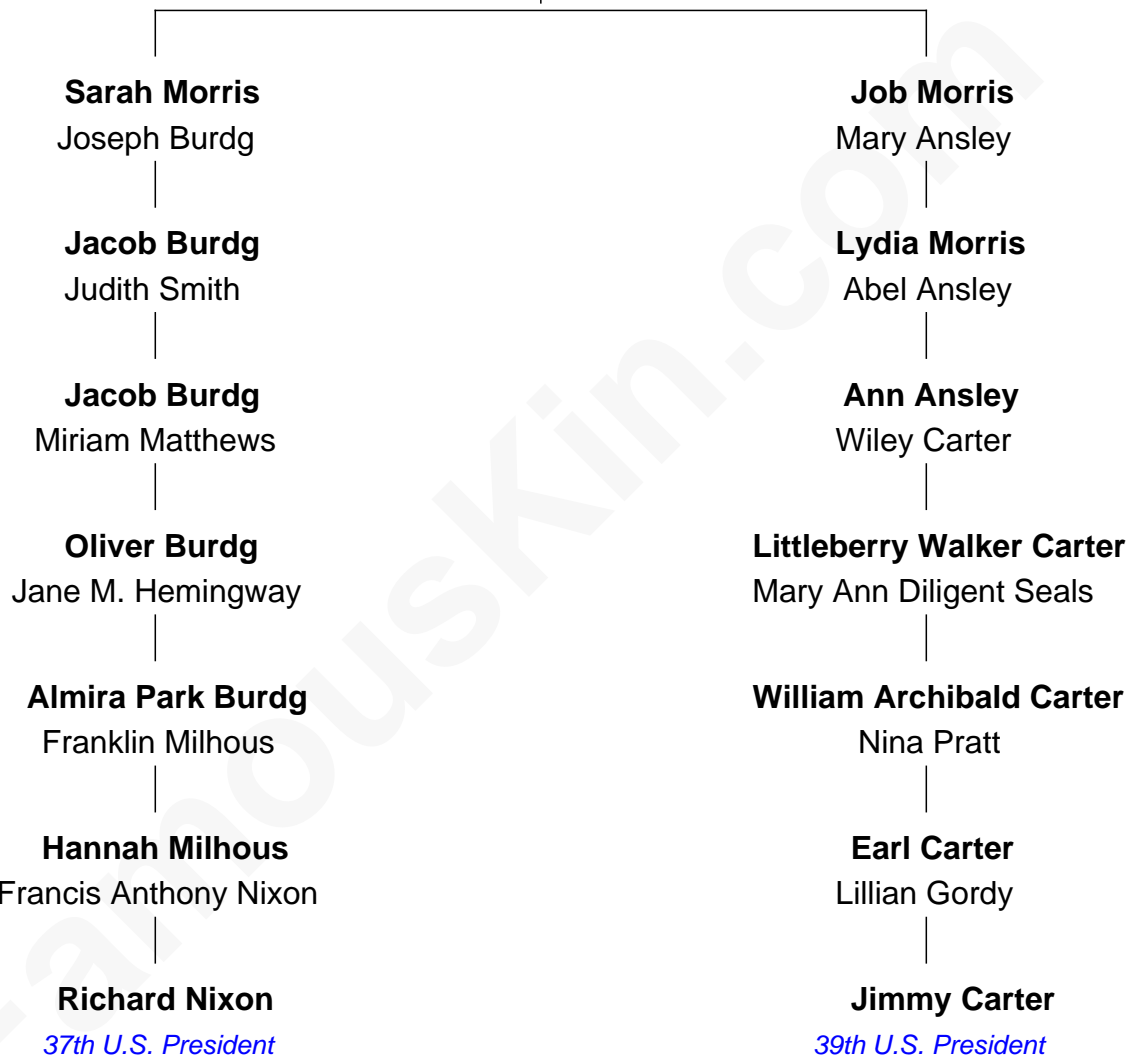 Sarah Morris
Joseph Burdg
Jacob Burdg
Judith Smith
Jacob Burdg
Miriam Matthews
Oliver Burdg
Jane M. Hemingway
Almira Park Burdg
Franklin Milhous
Hannah Milhous
Francis Anthony Nixon
Richard Nixon
37th U.S. President
Job Morris
Mary Ansley
Lydia Morris
Abel Ansley
Ann Ansley
Wiley Carter
Littleberry Walker Carter
Mary Ann Diligent Seals
William Archibald Carter
Nina Pratt
Earl Carter
Lillian Gordy
Jimmy Carter
39th U.S. President
FamousKin.com